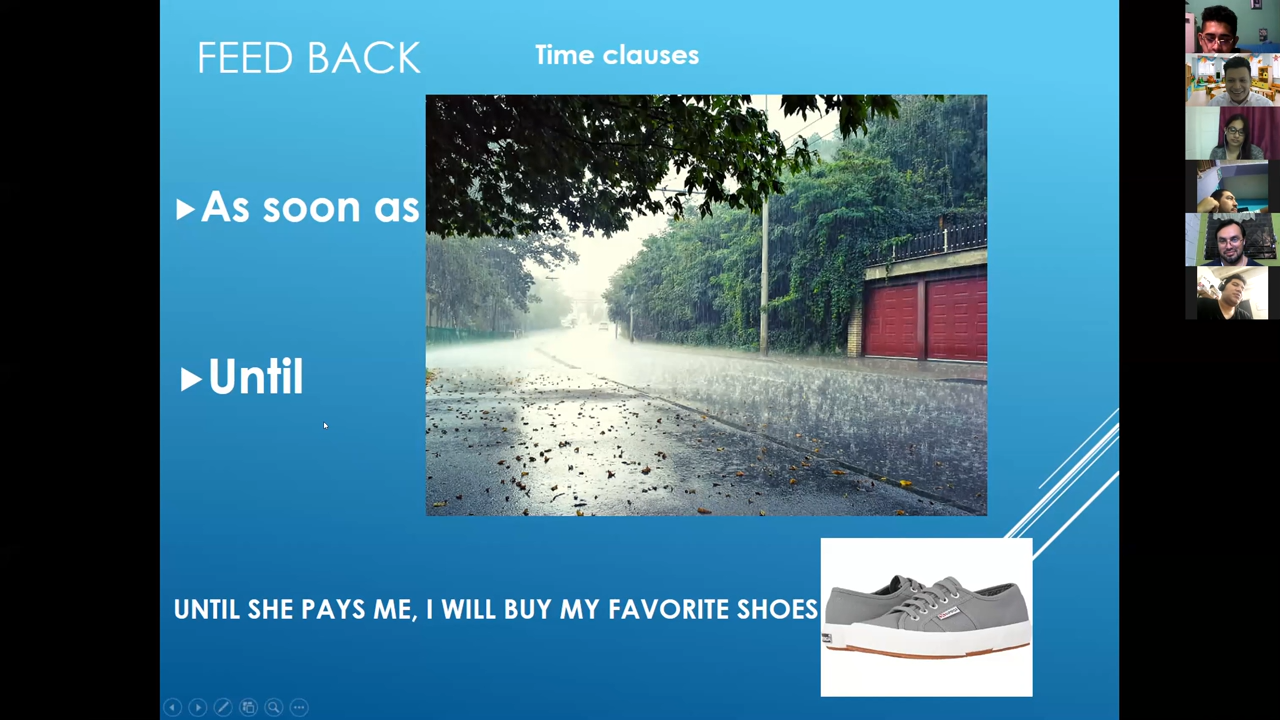 FEED BACK
Time clauses
As soon as
Until
UNTIL SHE PAYS ME, I WILL BUY MY FAVORITE SHOES